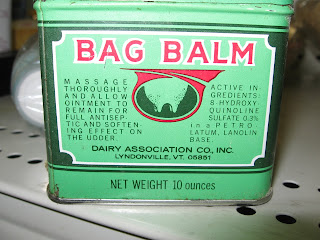 BAG BALM
MASSAGE
THOROUGHLY
AND ALLOW
OINTMENT TO
REMAIN FOR
FULL ANTISEP-
TIC AND SOFTEN-
ING EFFECT ON
THE UDDER.
ACTIVE IN-
GREDIENTS:
8-HYDROXY-
QUINOLINE
SULFATE 0.3%
in a PETRO-
LATUM, LANOLIN
BASE.
DAIRY ASSOCIATION CO., INC.
LYNDONVILLE, VT. 05851
NET WEIGHT 10 ounces